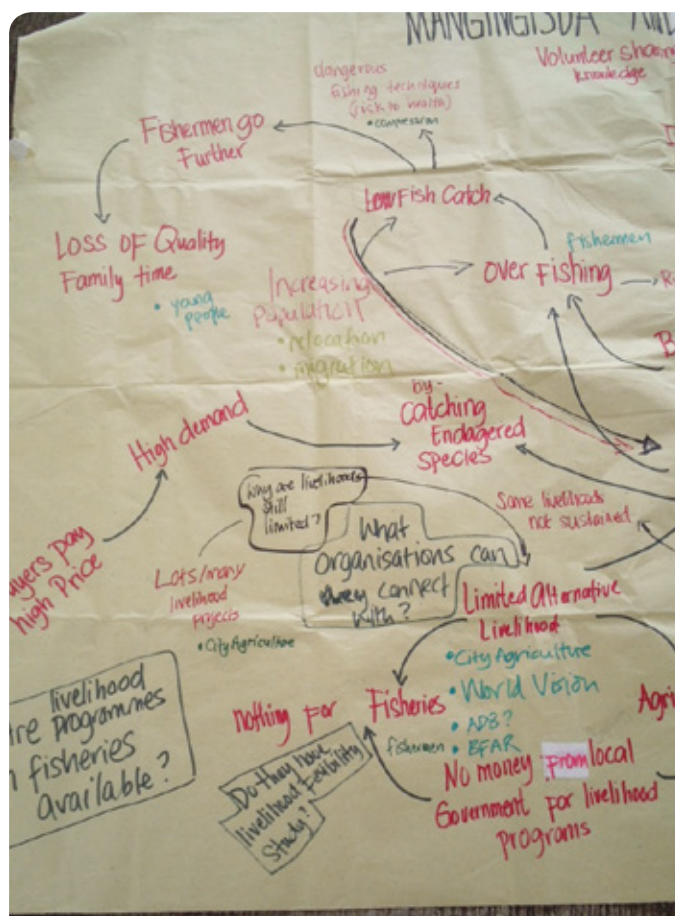 MANGINGISDA AND
Volunteer sharing
knowledge
dangerous
fishing techniques
(risk to health)
• compression
Fishermen go
Further
Low Fish Catch
LOSS OF Quality
Family time
• young
people
fishermen
Over Fishing
Increasing
population
• relocation
• migration
by-
Catching
Endagered
Species
High demand
Buyers pay
high Price
Why are livelihoods
still
limited?
What
Organisations can
they connect
with?
Some livelihoods
not sustained
Lots/many
livelihood
projects
• City Agriculture
Limited Alternative
Livelihood
• City Agriculture
• World Vision
• ADB?
• BFAR
nothing for Fisheries
fishermen
livelihood
programmes
fisheries
available?
Do they have
livelihood
study?
No money from local
Government for livelihood
programs